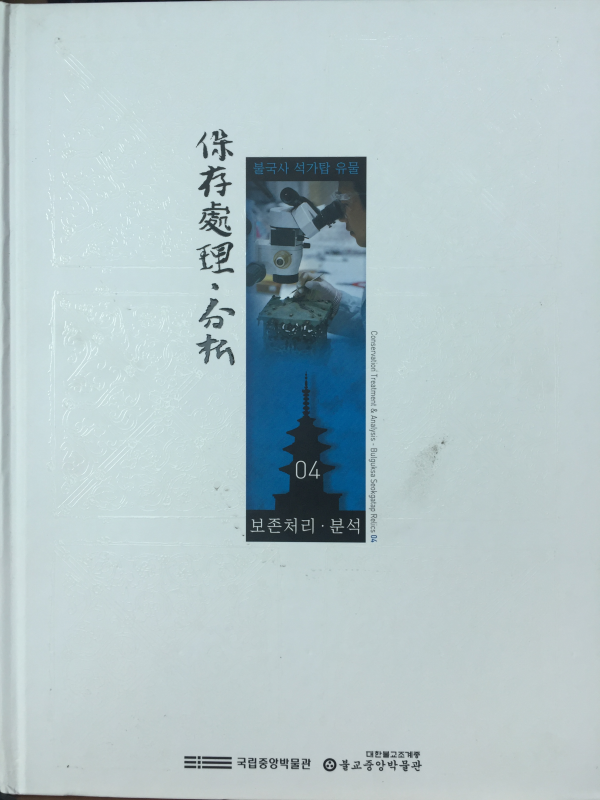 保存處理·分析
불국사 석가탑 유물
Conservation Treatment & Analysis - Bulguksa Seokgatap Relics 04
04
보존처리·분석
국립중앙박물관
대한불교조계종
불교중앙박물관